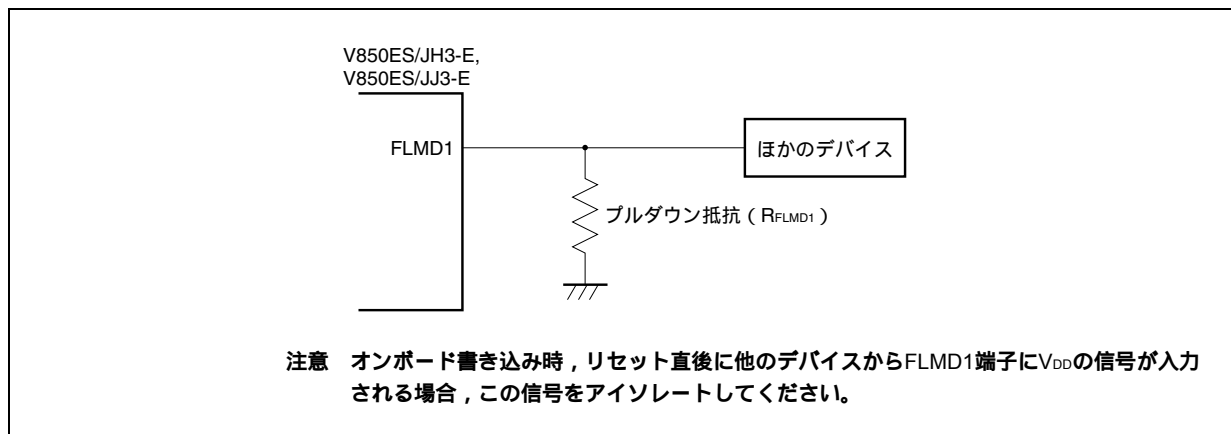 V850ES/JH3-E,
V850ES/JJ3-E
FLMD1
ほかのデバイス
プルダウン抵抗（RFLMD1）
注意　オンボード書き込み時，リセット直後に他のデバイスからFLMD1端子にVDDの信号が入力
される場合，この信号をアイソレートしてください。